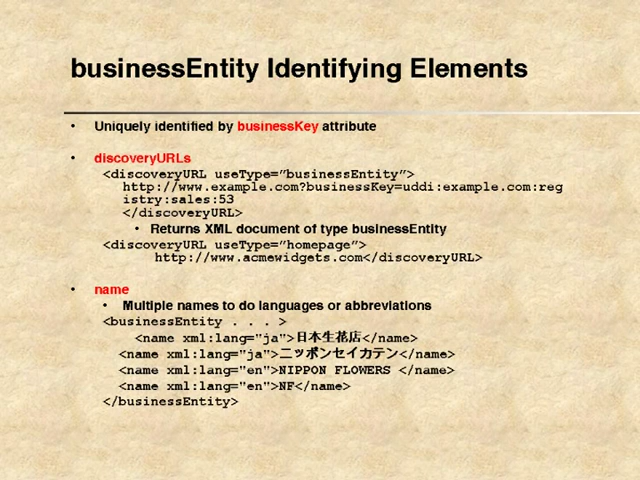 businessEntity Identifying Elements
• Uniquely identified by businessKey attribute
• discoveryURLs
<discoveryURL useType=”businessEntity”>
http://www.example.com?businessKey=uddi:example.com:reg
istry:sales:53
</discoveryURL>
• Returns XML document of type businessEntity
<discoveryURL useType=”homepage”>
http://www.acmewidgets.com</discoveryURL>
• name
• Multiple names to do languages or abbreviations
<businessEntity . . . >
<name xml:lang="ja">日本生花店</name>
<name xml:lang="ja">ニッポンセイカテン</name>
<name xml:lang="en">NIPPON FLOWERS </name>
<name xml:lang="en">NF</name>
</businessEntity>